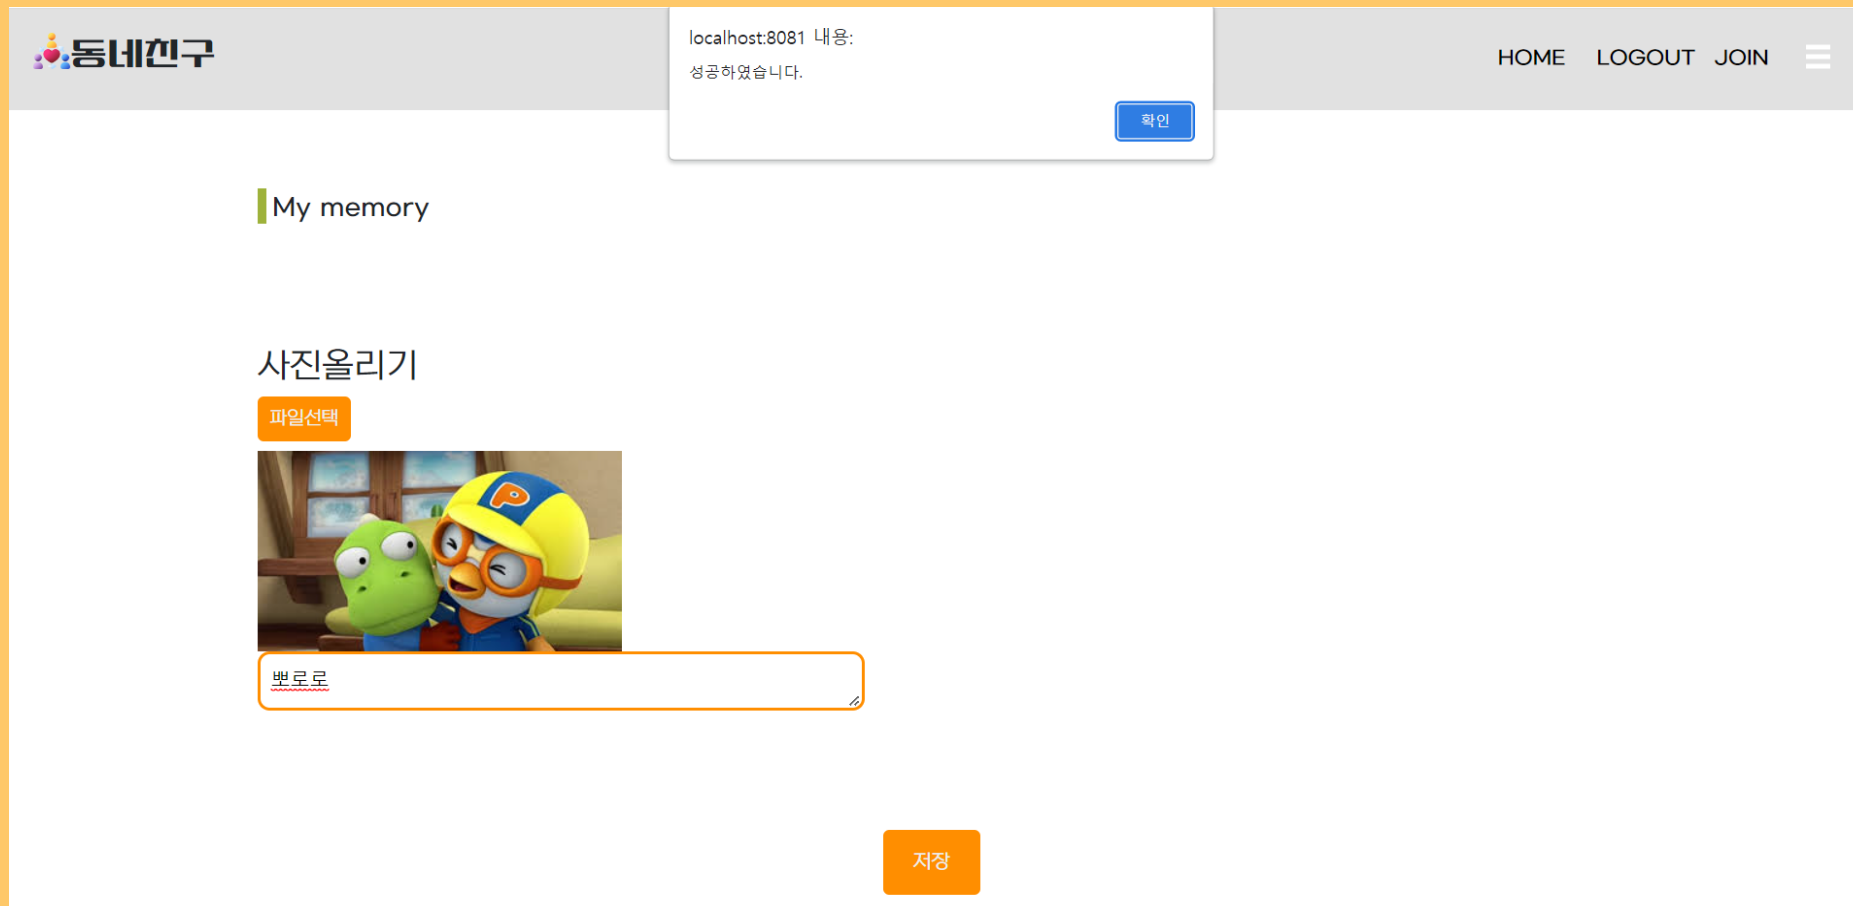 동네친구
localhost:8081 내용:
성공하였습니다.
확인
HOME LOGOUT JOIN
My memory
사진올리기
파일선택
P
뽀로로
저장